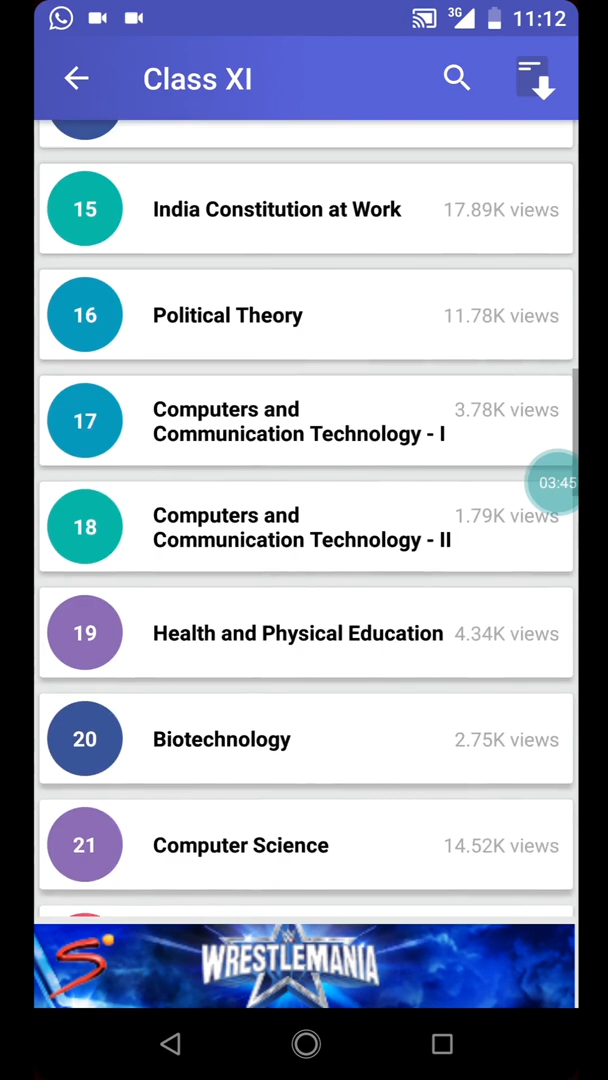 3G 11:12
Class XI
15 India Constitution at Work 17.89K views
16 Political Theory 11.78K views
17 Computers and 3.78K views
Communication Technology - I
03:45
18 Computers and 1.79K views
Communication Technology - II
19 Health and Physical Education 4.34K views
20 Biotechnology 2.75K views
21 Computer Science 14.52K views
S WRESTLEMANIA